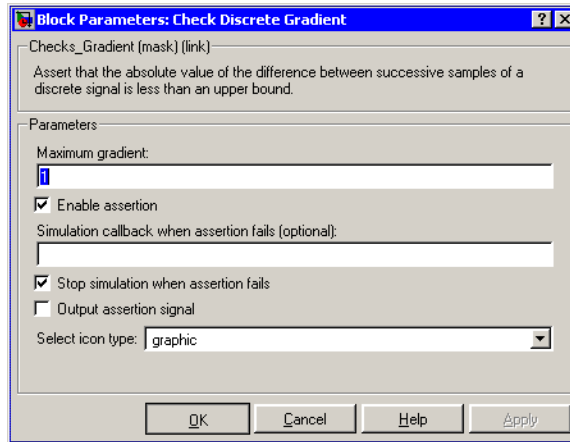 Block Parameters: Check Discrete Gradient
Checks_Gradient (mask) (link)
Assert that the absolute value of the difference between successive samples of a
discrete signal is less than an upper bound.
Parameters
Maximum gradient:
1
Enable assertion
Simulation callback when assertion fails (optional):
Stop simulation when assertion fails
Output assertion signal
Select icon type: graphic
OK Cancel Help Apply